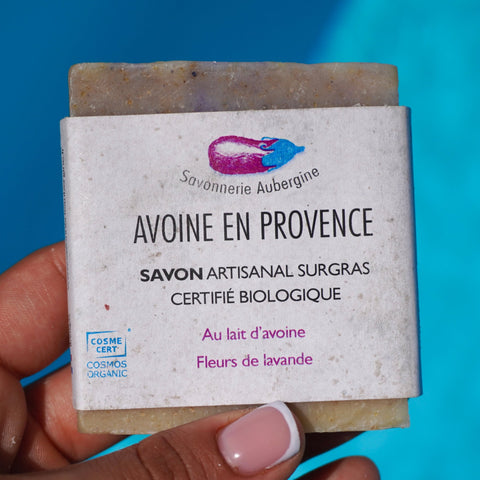 Savonnerie Aubergine
AVOINE EN PROVENCE
SAVON ARTISANAL SURGRAS
CERTIFIÉ BIOLOGIQUE
Au lait d'avoine
Fleurs de lavande
COSME
CERT
COSMOS
ORGANIC